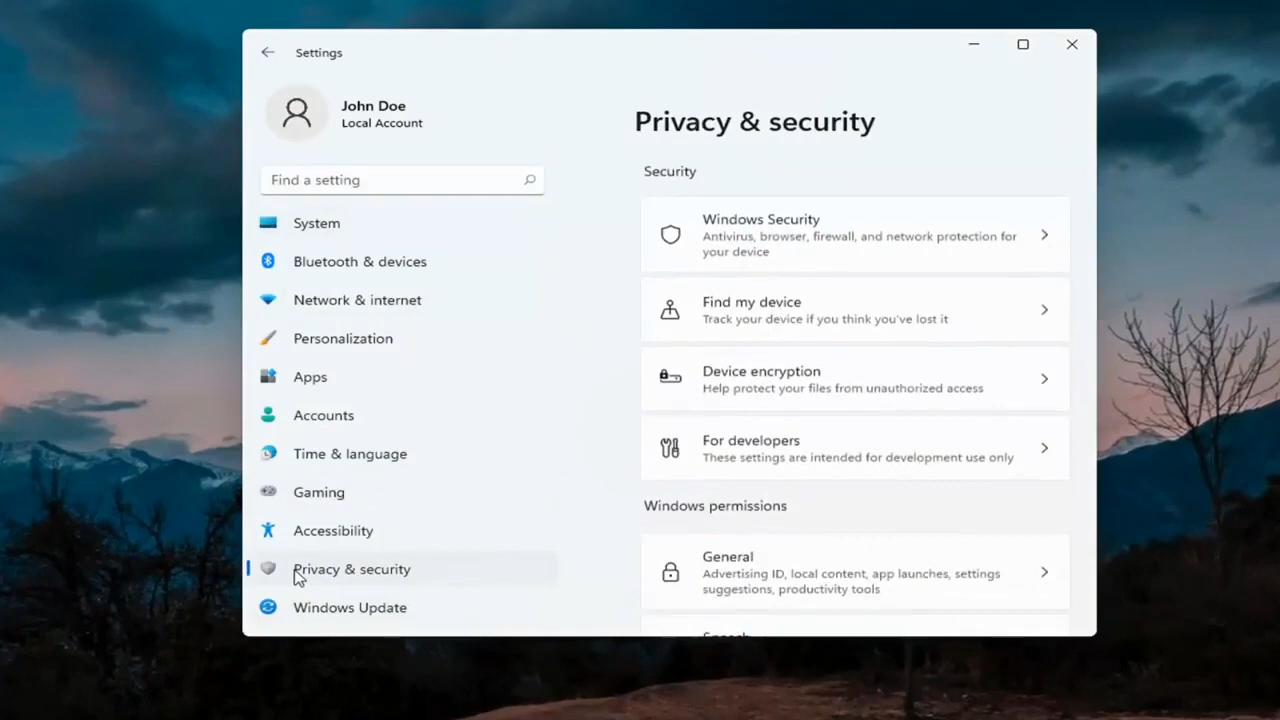 Settings
John Doe
Local Account
Find a setting
System
Bluetooth & devices
Network & internet
Personalization
Apps
Accounts
Time & language
Gaming
Accessibility
Privacy & security
Windows Update
Privacy & security
Security
Windows Security
Antivirus, browser, firewall, and network protection for
your device
Find my device
Track your device if you think you've lost it
Device encryption
Help protect your files from unauthorized access
For developers
These settings are intended for development use only
Windows permissions
General
Advertising ID, local content, app launches, settings
suggestions, productivity tools
Speech